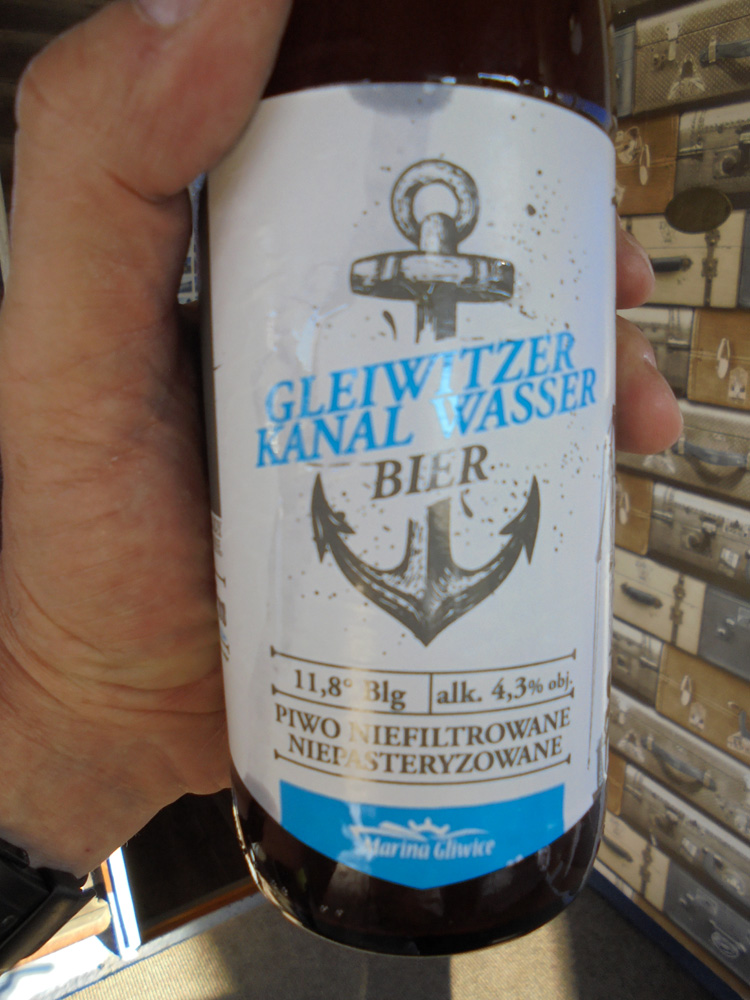 GLEIWITZER
KANAL WASSER
BIER
11,8° Blg alk. 4,3% obj.
PIWO NIEFILTROWANE
NIEPASTERYZOWANE
Marina Gliwice